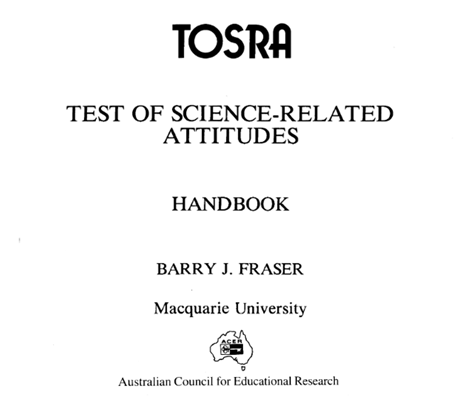 TOSRA
TEST OF SCIENCE-RELATED
ATTITUDES
HANDBOOK
BARRY J. FRASER
Macquarie University
ACER
Australian Council for Educational Research